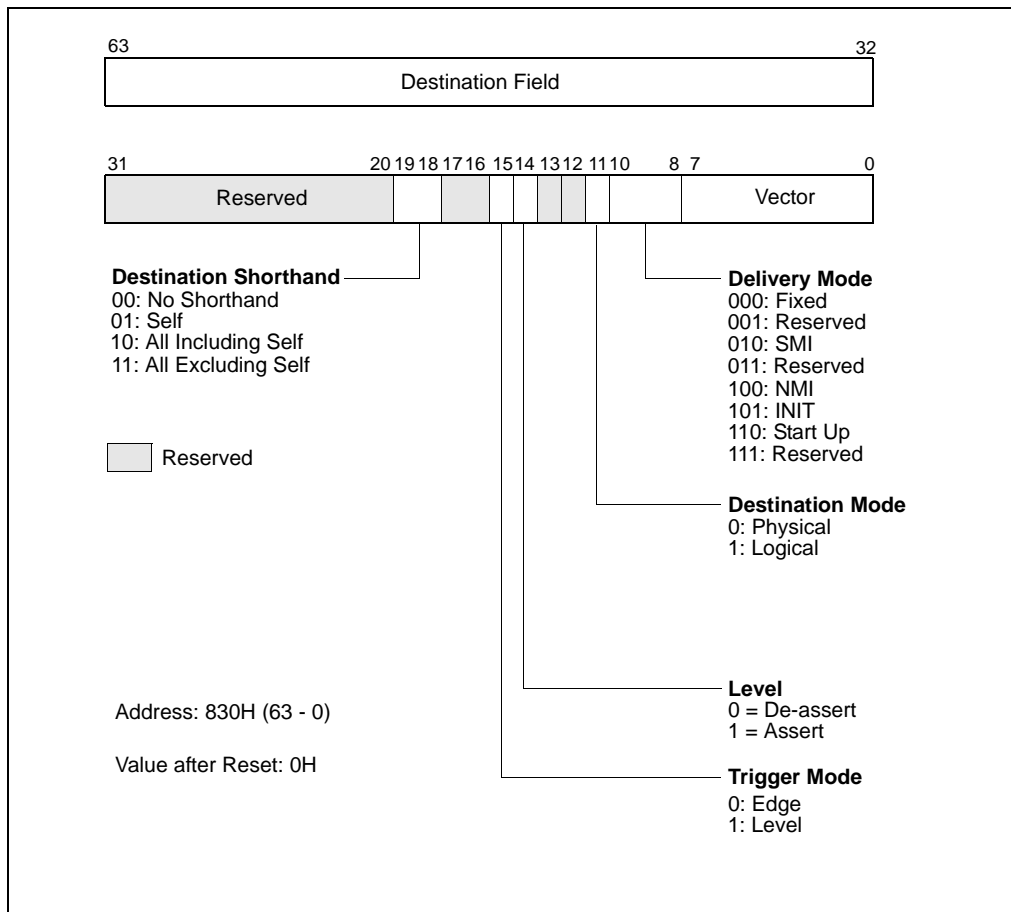 63 32
Destination Field
31 20 19 18 17 16 15 14 13 12 11 10 8 7 0
Reserved Vector
Destination Shorthand
00: No Shorthand
01: Self
10: All Including Self
11: All Excluding Self
Reserved
Delivery Mode
000: Fixed
001: Reserved
010: SMI
011: Reserved
100: NMI
101: INIT
110: Start Up
111: Reserved
Destination Mode
0: Physical
1: Logical
Level
0 = De-assert
1 = Assert
Address: 830H (63 - 0)
Value after Reset: 0H
Trigger Mode
0: Edge
1: Level